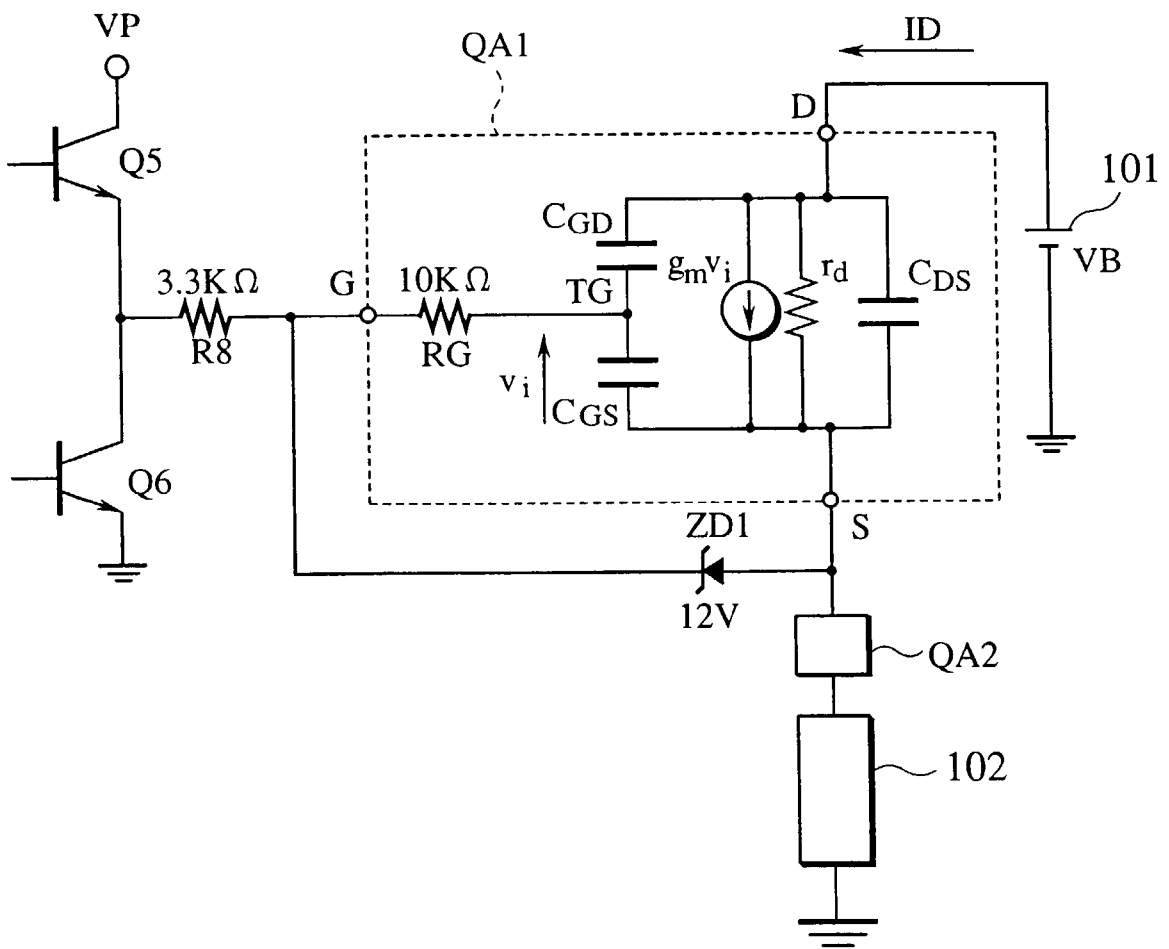 VP
QA1
ID
D
Q5
101
VB
CGD
gmvi
rd
CDS
3.3KΩ
G
10KΩ
TG
R8
RG
vi
CGS
Q6
S
ZD1
12V
QA2
102